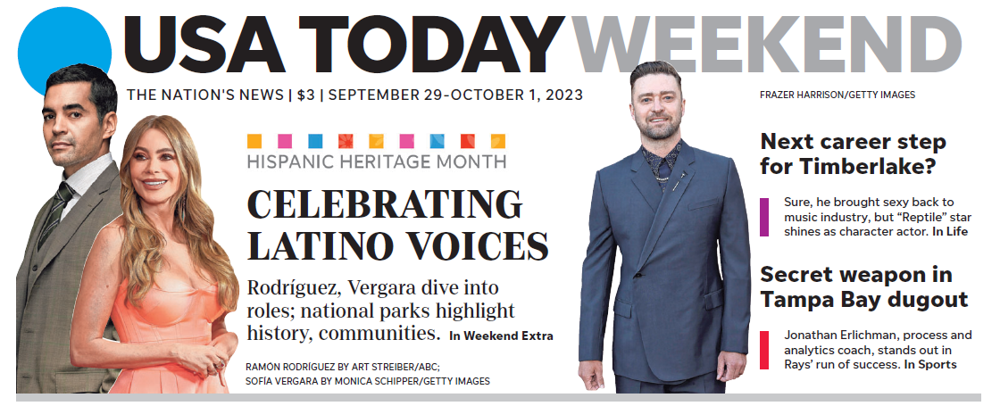 USA TODAY WEEKEND
THE NATION'S NEWS | $3 | SEPTEMBER 29-OCTOBER 1, 2023
HISPANIC HERITAGE MONTH
CELEBRATING
LATINO VOICES
Rodríguez, Vergara dive into
roles; national parks highlight
history, communities. In Weekend Extra
RAMÓN RODRÍGUEZ BY ART STREIBER/ABC;
SOFÍA VERGARA BY MONICA SCHIPPER/GETTY IMAGES
FRAZER HARRISON/GETTY IMAGES
Next career step
for Timberlake?
Sure, he brought sexy back to
music industry, but “Reptile” star
shines as character actor. In Life
Secret weapon in
Tampa Bay dugout
Jonathan Erlichman, process and
analytics coach, stands out in
Rays’ run of success. In Sports